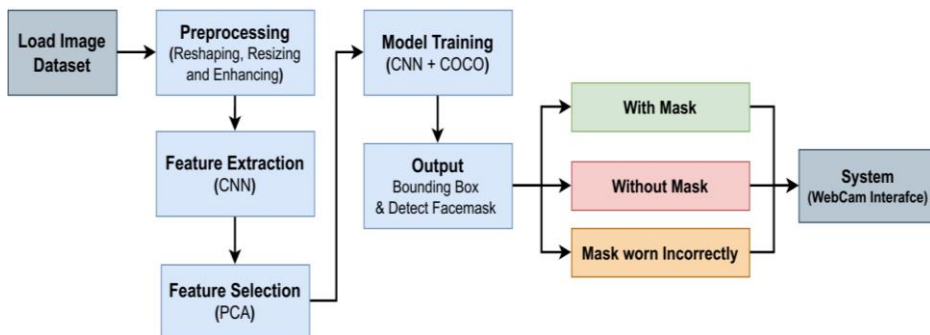 Load Image
Dataset
Preprocessing
(Reshaping, Resizing
and Enhancing)
Feature Extraction
(CNN)
Feature Selection
(PCA)
Model Training
(CNN + COCO)
Output
Bounding Box
& Detect Facemask
With Mask
Without Mask
Mask worn Incorrectly
System
(WebCam Interafce)